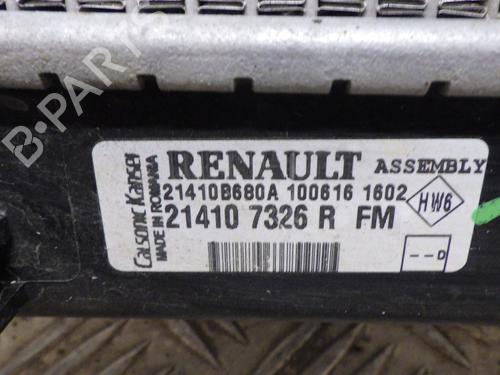 B-PARTS
Calsonic Kansei
MADE IN ROMANIA
RENAULT ASSEMBLY
21410B680A 100616 1602
21410 7326 R FM
HW6
--D